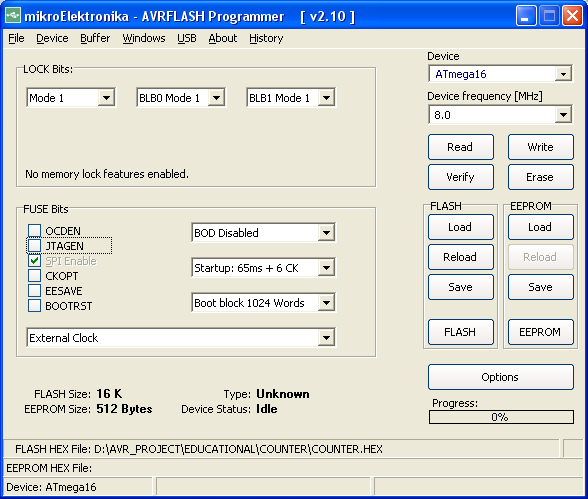 mikroElektronika - AVRFLASH Programmer [ v2.10 ]
File Device Buffer Windows USB About History
LOCK Bits:
Mode 1 BLB0 Mode 1 BLB1 Mode 1
No memory lock features enabled.
Device
ATmega16
Device frequency [MHz]
8.0
Read Write
Verify Erase
FUSE Bits
OCDEN
JTAGEN
SPI Enable
CKOPT
EESAVE
BOOTRST
BOD Disabled
Startup: 65ms + 6 CK
Boot block 1024 Words
External Clock
FLASH
Load
Reload
Save
FLASH
EEPROM
Load
Reload
Save
EEPROM
Options
FLASH Size: 16 K Type: Unknown
EEPROM Size: 512 Bytes Device Status: Idle
Progress:
0%
FLASH HEX File: D:\AVR_PROJECT\EDUCATIONAL\COUNTER\COUNTER.HEX
EEPROM HEX File:
Device: ATmega16